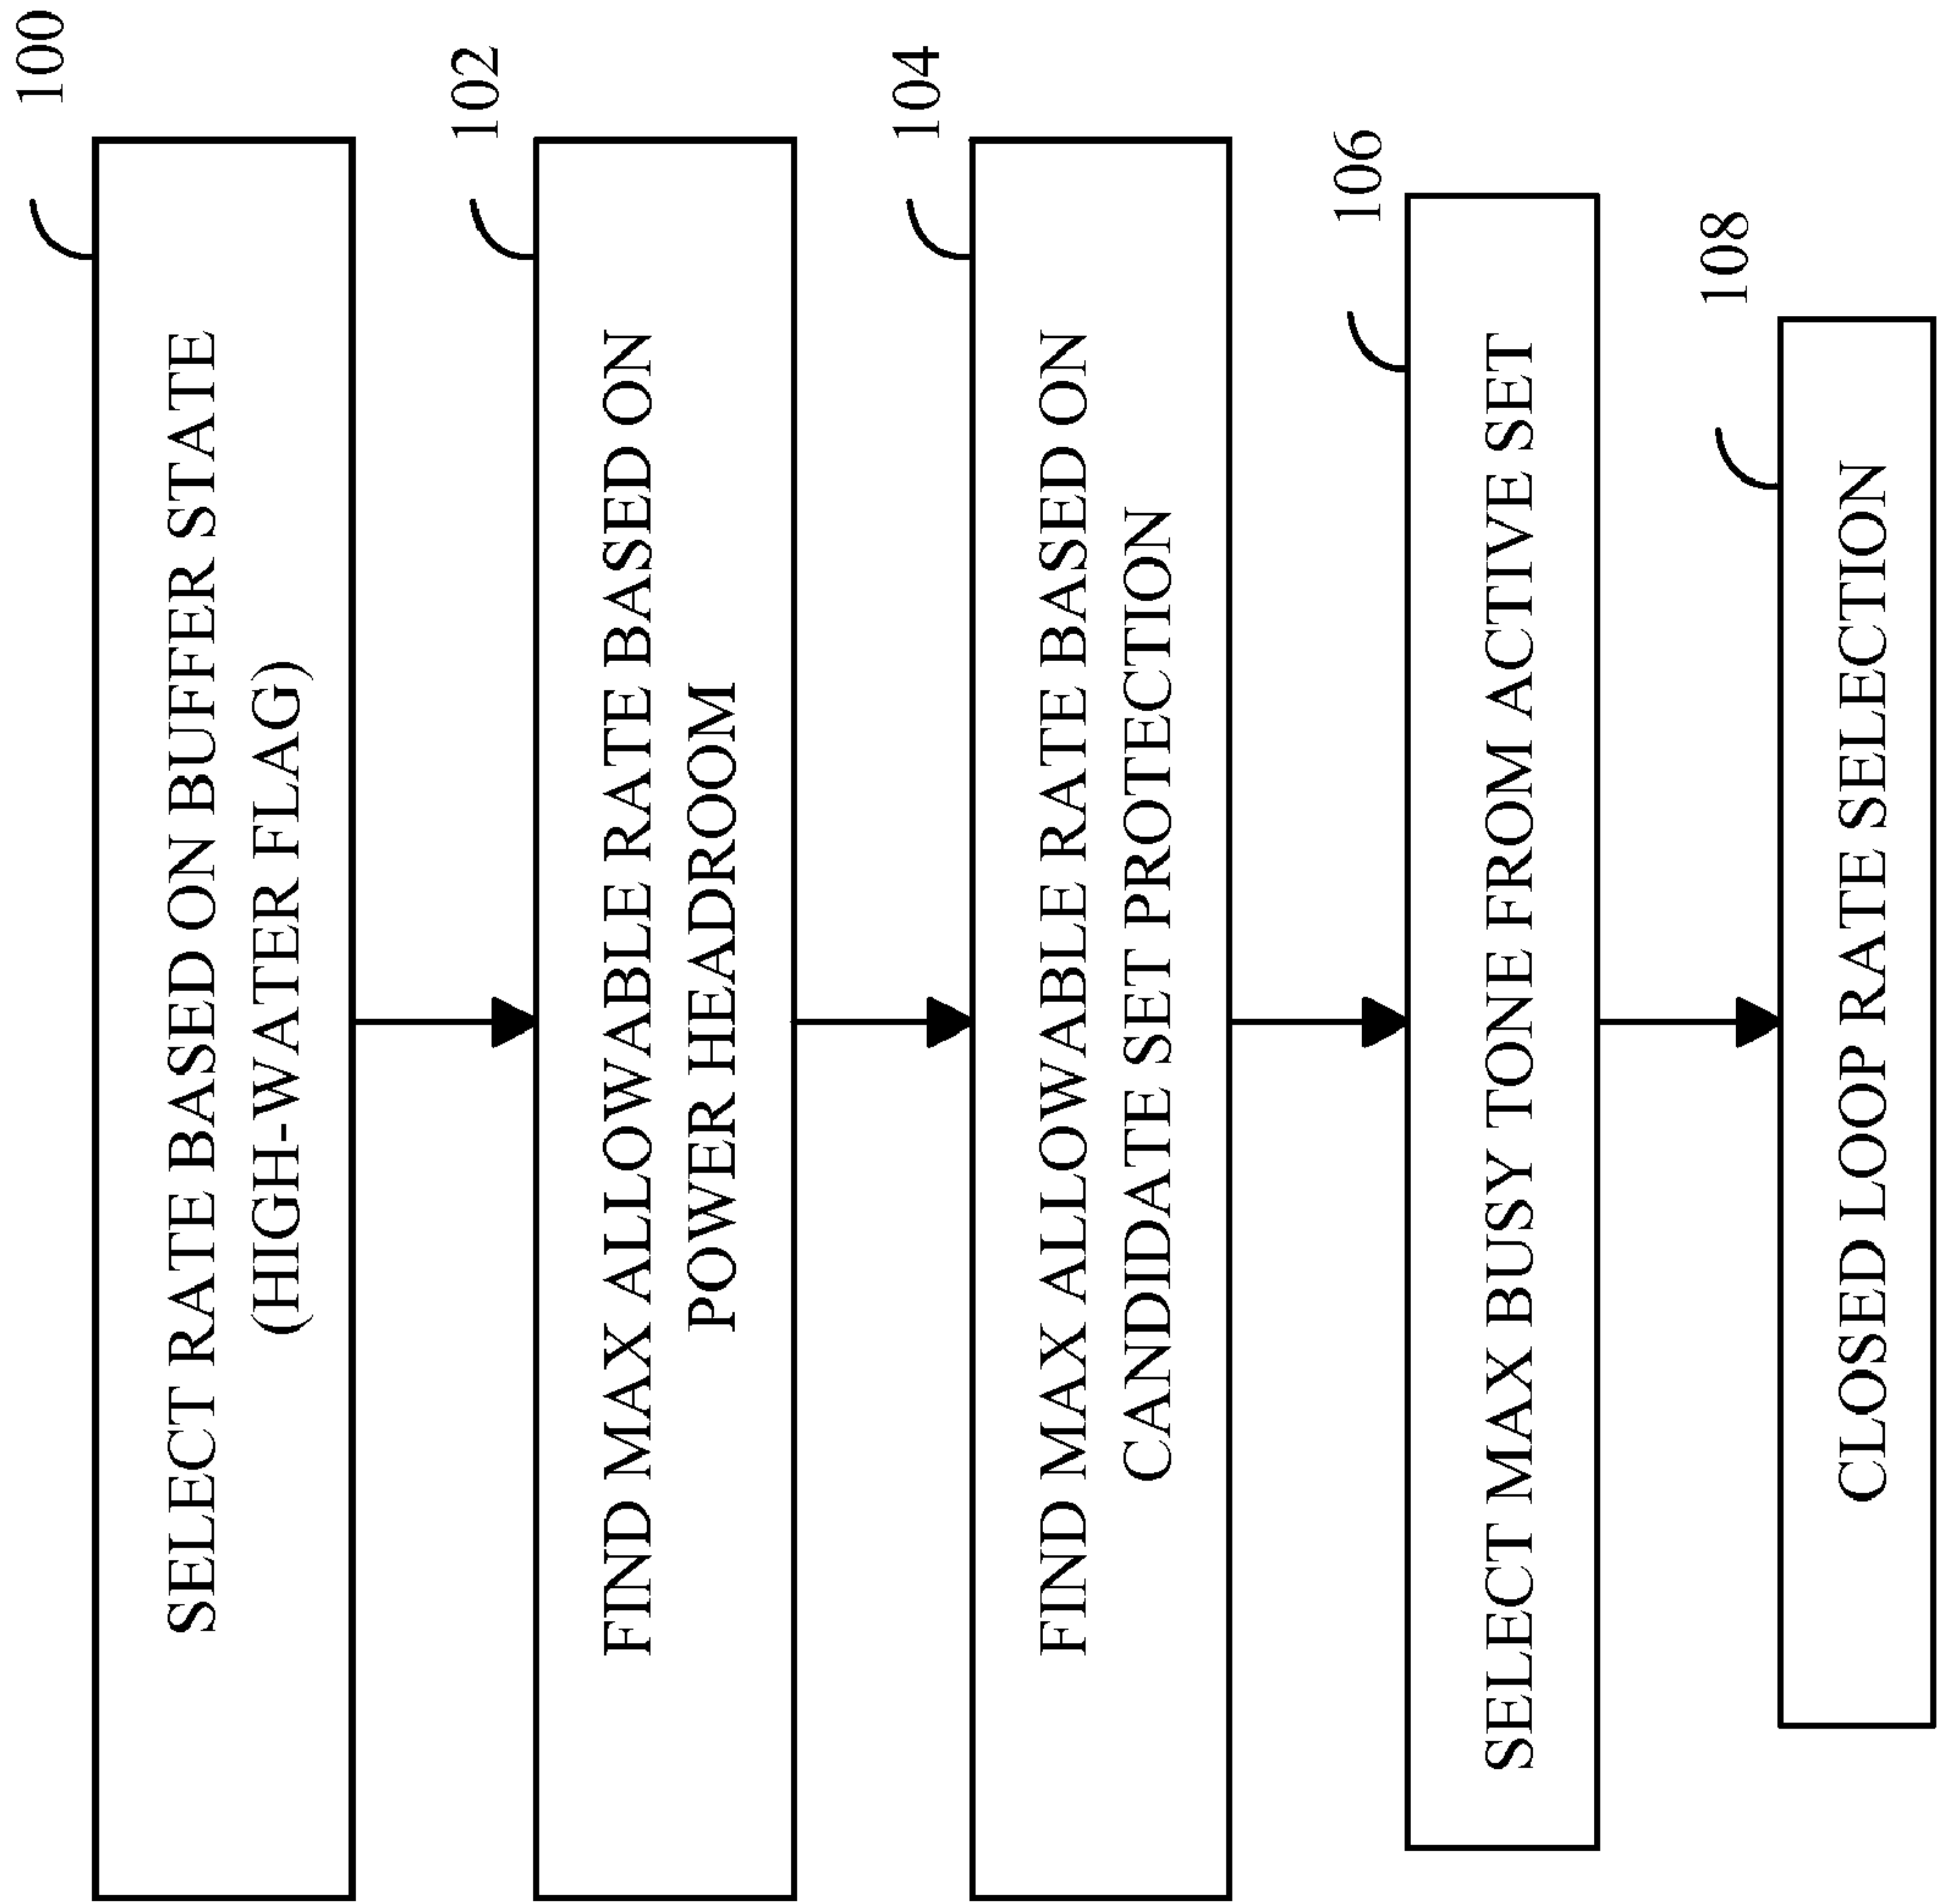 100
SELECT RATE BASED ON BUFFER STATE
(HIGH-WATER FLAG)
102
FIND MAX ALLOWABLE RATE BASED ON
POWER HEADROOM
104
FIND MAX ALLOWABLE RATE BASED ON
CANDIDATE SET PROTECTION
106
SELECT MAX BUSY TONE FROM ACTIVE SET
108
CLOSED LOOP RATE SELECTION